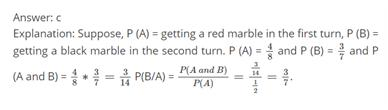 Answer: c
Explanation: Suppose, P (A) = getting a red marble in the first turn, P (B) =
getting a black marble in the second turn. P (A) = 4/8 and P (B) = 3/7 and P
(A and B) = 4/8 * 3/7 = 3/14 P(B/A) = P(A and B)/P(A) = (3/14)/(1/2) = 3/7.